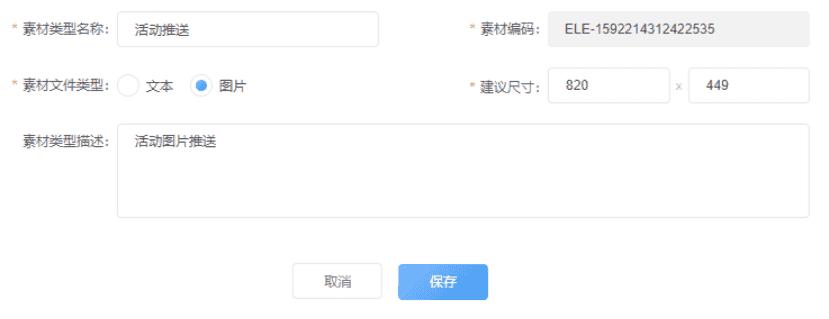 * 素材类型名称: 活动推送 * 素材编码: ELE-1592214312422535
* 素材文件类型: 文本 图片 * 建议尺寸: 820 x 449
素材类型描述: 活动图片推送
取消 保存